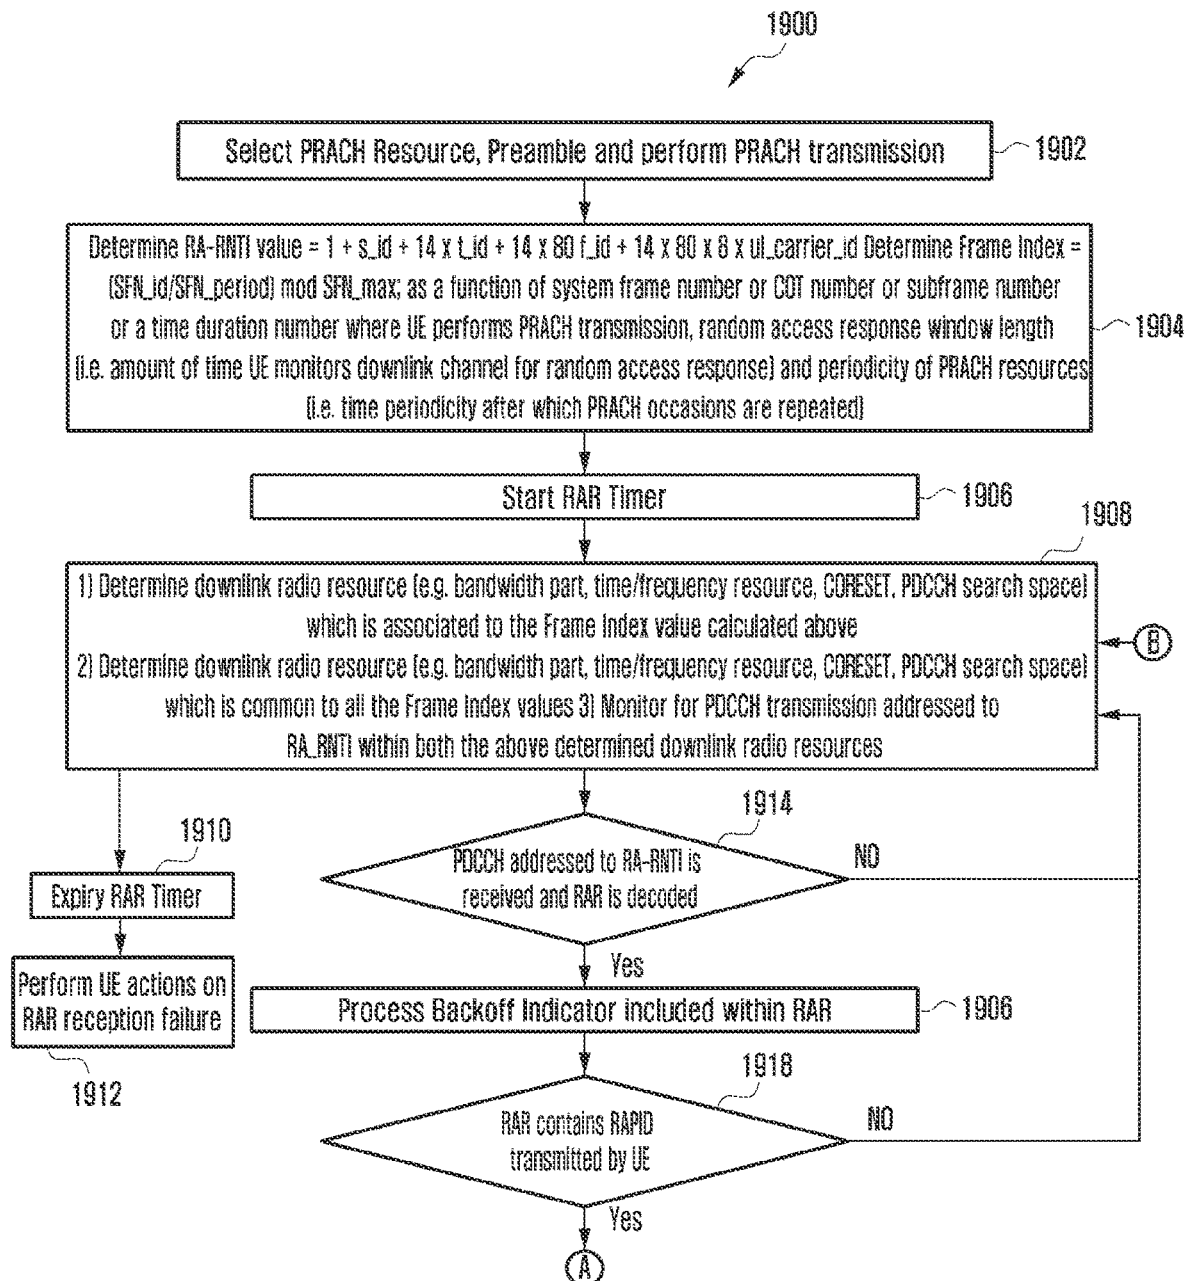 1900
Select PRACH Resource, Preamble and perform PRACH transmission
1902
Determine RA-RNTI value = 1 + s_id + 14 x t_id + 14 x 80 f_id + 14 x 80 x 8 x ul_carrier_id Determine Frame Index =
(SFN_id/SFN_period) mod SFN_max; as a function of system frame number or COT number or subframe number
or a time duration number where UE performs PRACH transmission, random access response window length
(i.e. amount of time UE monitors downlink channel for random access response) and periodicity of PRACH resources
(i.e. time periodicity after which PRACH occasions are repeated)
1904
Start RAR Timer
1906
1908
1) Determine downlink radio resource (e.g. bandwidth part, time/frequency resource, CORESET, PDCCH search space)
which is associated to the Frame Index value calculated above
2) Determine downlink radio resource (e.g. bandwidth part, time/frequency resource, CORESET, PDCCH search space)
which is common to all the Frame Index values 3) Monitor for PDCCH transmission addressed to
RA_RNTI within both the above determined downlink radio resources
B
1910
Expiry RAR Timer
Perform UE actions on
RAR reception failure
1912
1914
PDCCH addressed to RA-RNTI is
received and RAR is decoded
NO
Yes
Process Backoff Indicator included within RAR
1906
1918
RAR contains RAPID
transmitted by UE
NO
Yes
A